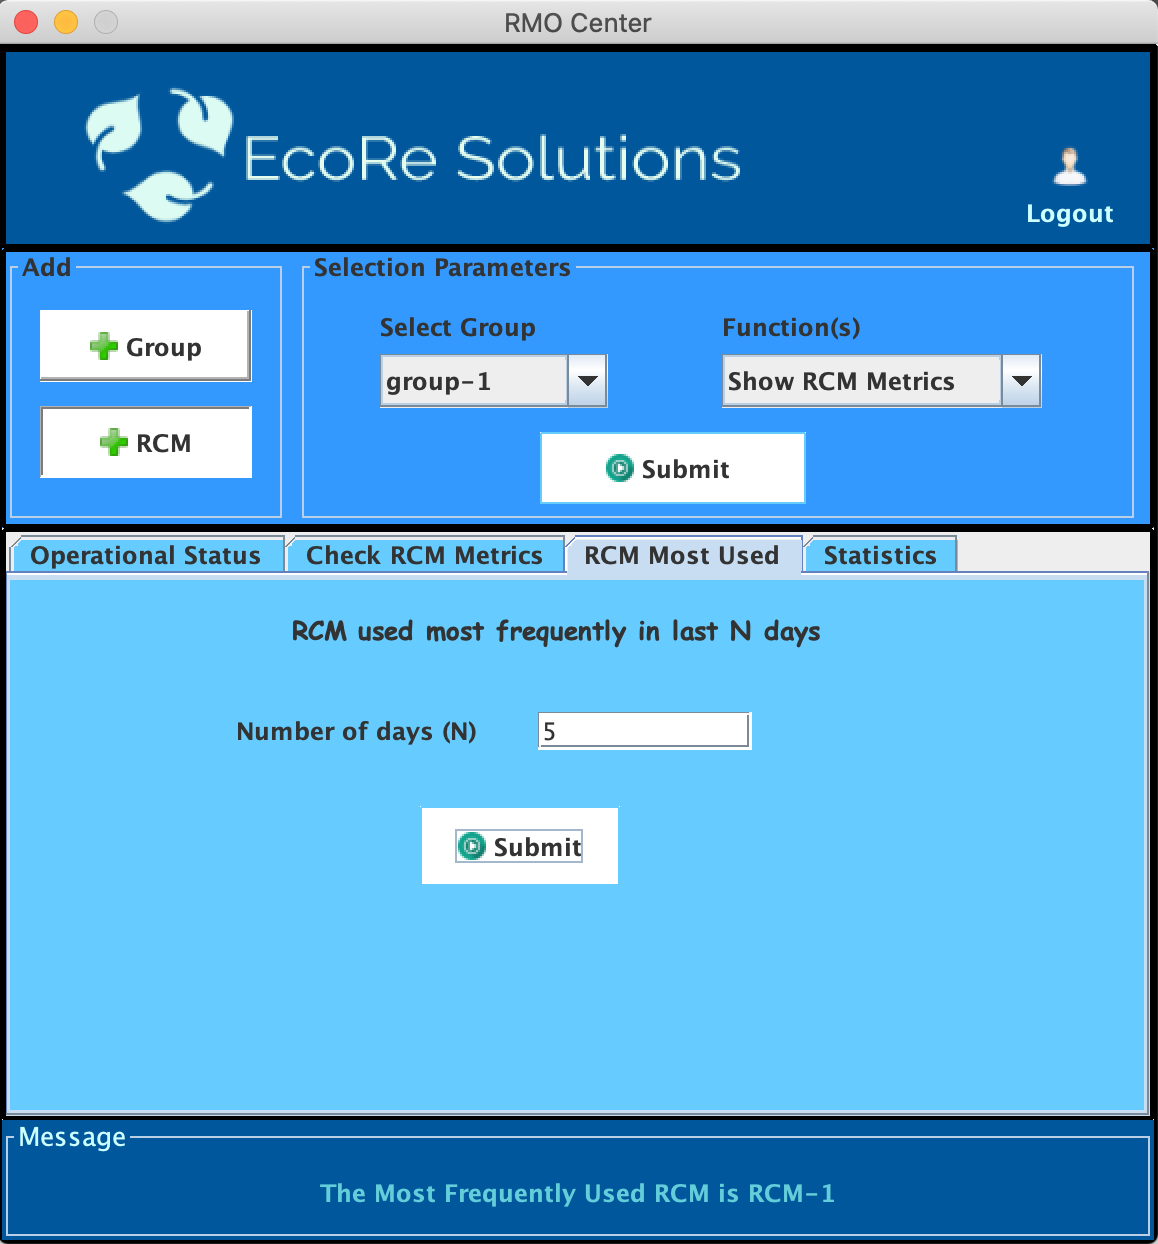 RMO Center
EcoRe Solutions
Logout
Add
Group
RCM
Selection Parameters
Select Group
Function(s)
group-1
Show RCM Metrics
Submit
Operational Status
Check RCM Metrics
RCM Most Used
Statistics
RCM used most frequently in last N days
Number of days (N)
5
Submit
Message
The Most Frequently Used RCM is RCM-1